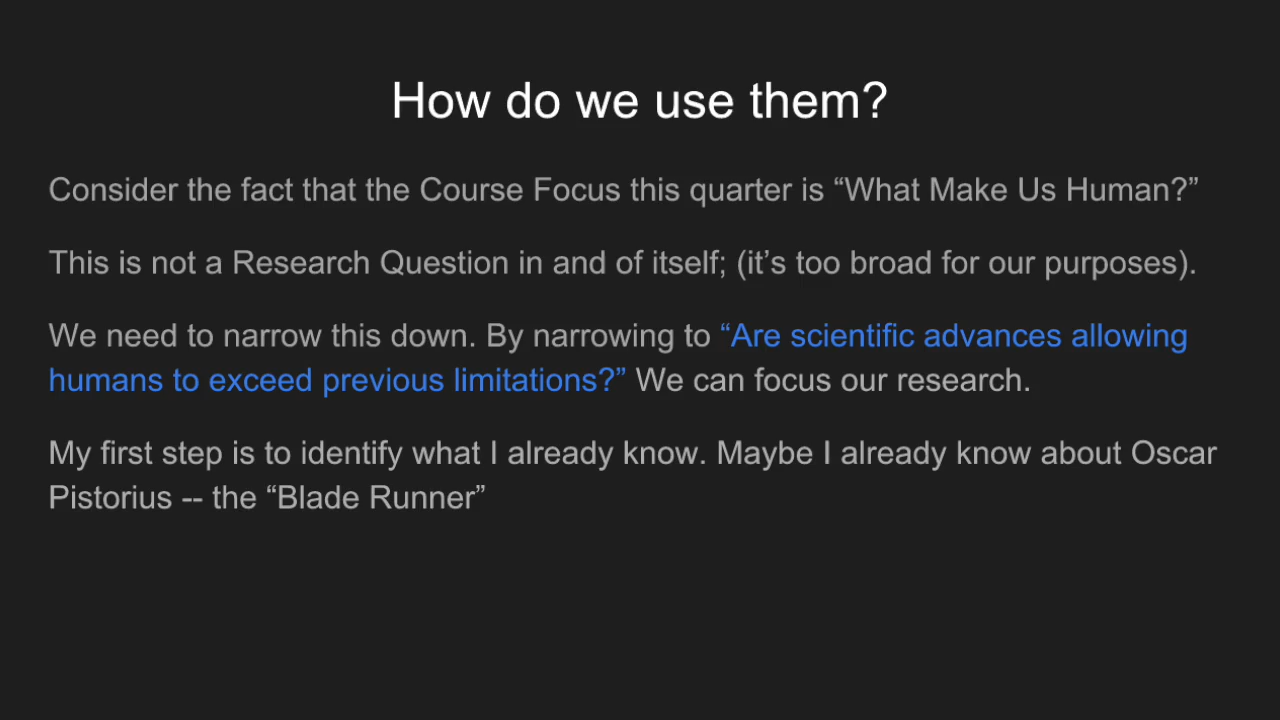 How do we use them?
Consider the fact that the Course Focus this quarter is “What Make Us Human?”
This is not a Research Question in and of itself; (it’s too broad for our purposes).
We need to narrow this down. By narrowing to “Are scientific advances allowing
humans to exceed previous limitations?” We can focus our research.
My first step is to identify what I already know. Maybe I already know about Oscar
Pistorius -- the “Blade Runner”